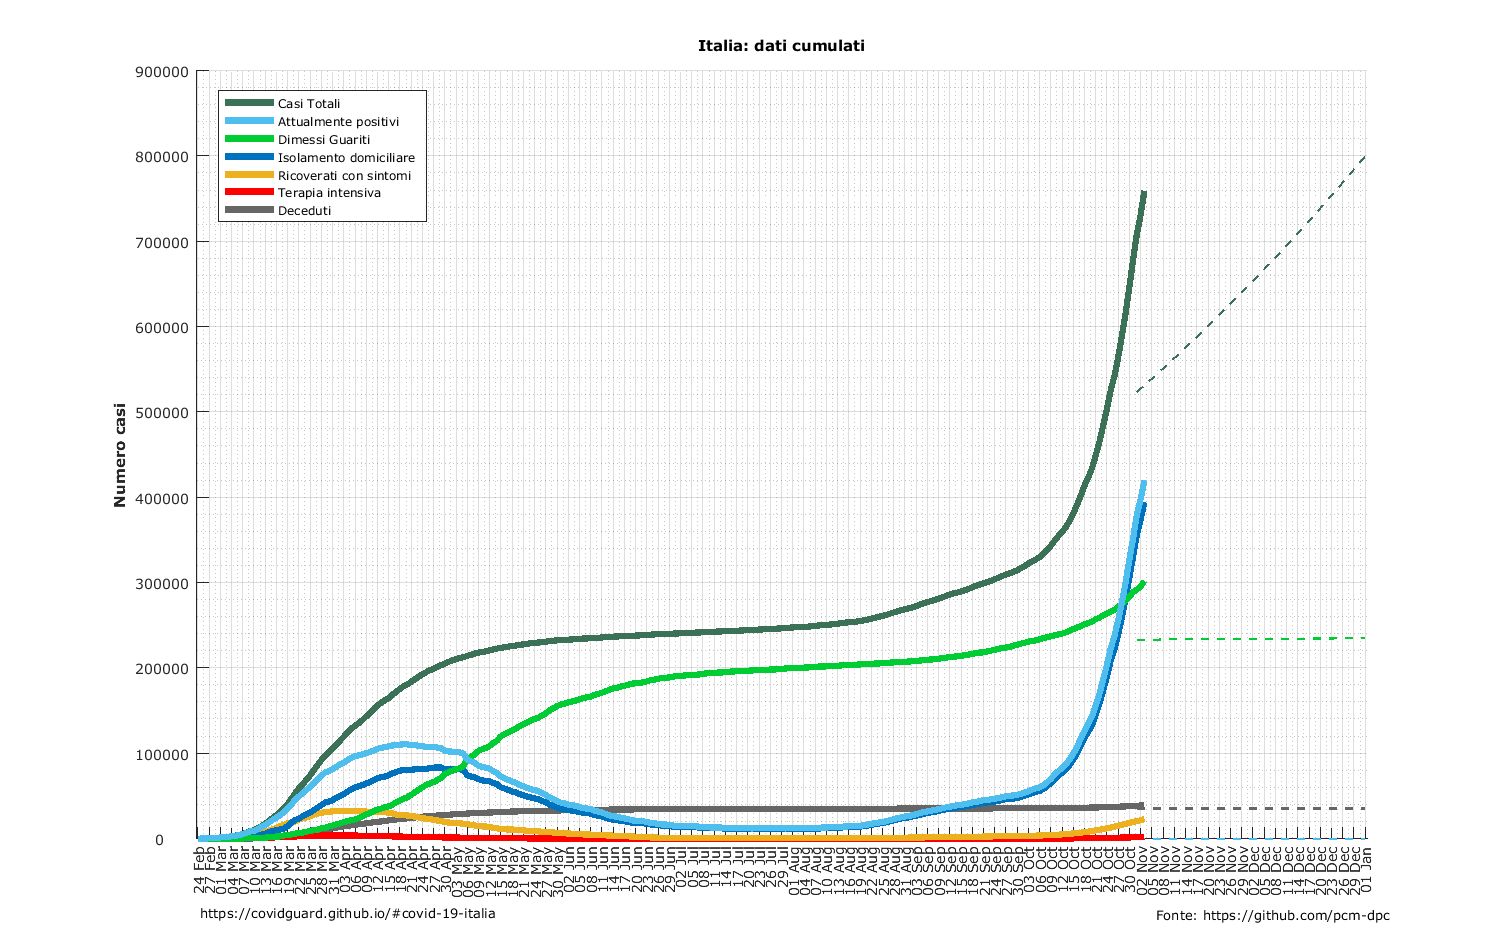 Italia: dati cumulati
Numero casi
900000
800000
700000
600000
500000
400000
300000
200000
100000
0
Casi Totali
Attualmente positivi
Dimessi Guariti
Isolamento domiciliare
Ricoverati con sintomi
Terapia intensiva
Deceduti
24 Feb
27 Feb
01 Mar
04 Mar
07 Mar
10 Mar
13 Mar
16 Mar
19 Mar
22 Mar
25 Mar
28 Mar
31 Mar
03 Apr
06 Apr
09 Apr
12 Apr
15 Apr
18 Apr
21 Apr
24 Apr
27 Apr
30 Apr
03 May
06 May
09 May
12 May
15 May
18 May
21 May
24 May
27 May
30 May
02 Jun
05 Jun
08 Jun
11 Jun
14 Jun
17 Jun
20 Jun
23 Jun
26 Jun
29 Jun
02 Jul
05 Jul
08 Jul
11 Jul
14 Jul
17 Jul
20 Jul
23 Jul
26 Jul
29 Jul
01 Aug
04 Aug
07 Aug
10 Aug
13 Aug
16 Aug
19 Aug
22 Aug
25 Aug
28 Aug
31 Aug
03 Sep
06 Sep
09 Sep
12 Sep
15 Sep
18 Sep
21 Sep
24 Sep
27 Sep
30 Sep
03 Oct
06 Oct
09 Oct
12 Oct
15 Oct
18 Oct
21 Oct
24 Oct
27 Oct
30 Oct
02 Nov
05 Nov
08 Nov
11 Nov
14 Nov
17 Nov
20 Nov
23 Nov
26 Nov
29 Nov
02 Dec
05 Dec
08 Dec
11 Dec
14 Dec
17 Dec
20 Dec
23 Dec
26 Dec
29 Dec
01 Jan
https://covidguard.github.io/#covid-19-italia
Fonte: https://github.com/pcm-dpc